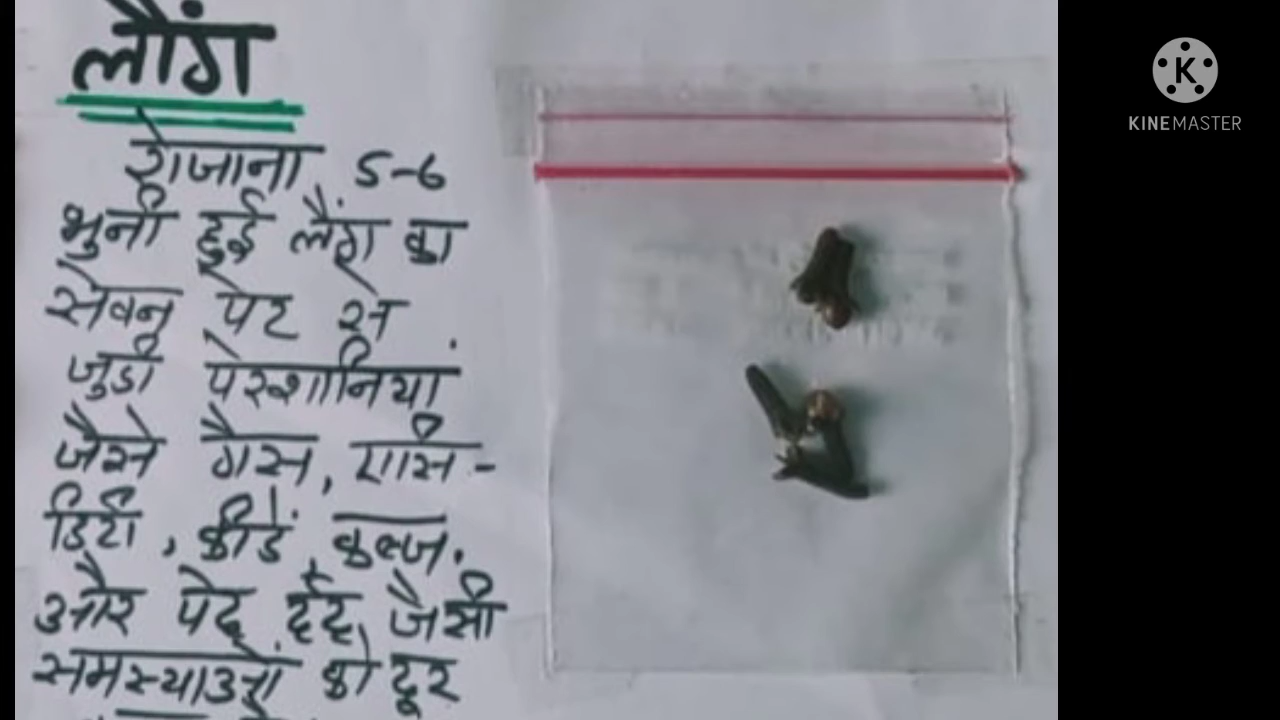 लौंग
रोजाना 5-6
भुनी हुई लौंग का
सेवन पेट से
जुडी परेशानियां
जैसे गैस, एसि-
डिटी, कीडे, कब्ज.
और पेट दर्द जैसी
समस्याओं को दूर
KINEMASTER